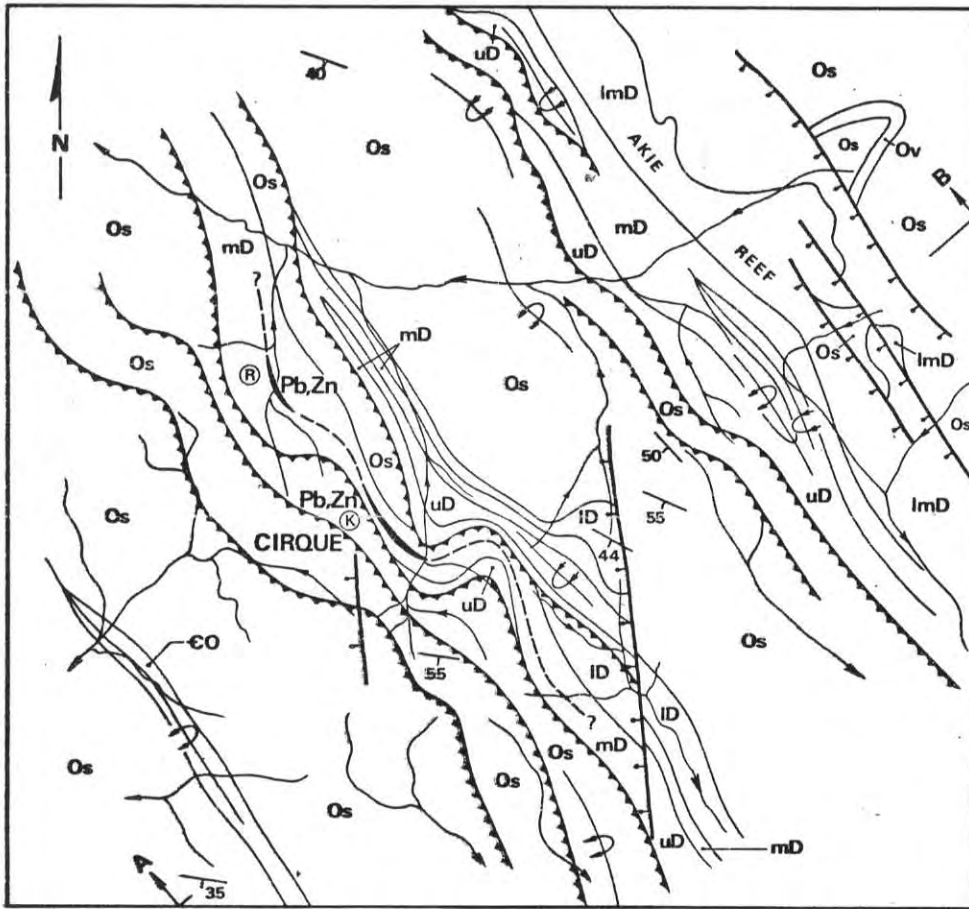 uD
Os
40
lmD
Os
AKIE
Os
Ov
N
Os
B
Os
Os
mD
mD
uD
REEF
?
mD
Os
lmD
Os
Os
R
Pb,Zn
Os
Os
Os
50
Pb,Zn
uD
uD
lmD
Os
K
lD
55
CIRQUE
44
uD
ЄO
55
lD
Os
lD
?
mD
Os
Os
Os
Os
uD
mD
A
35